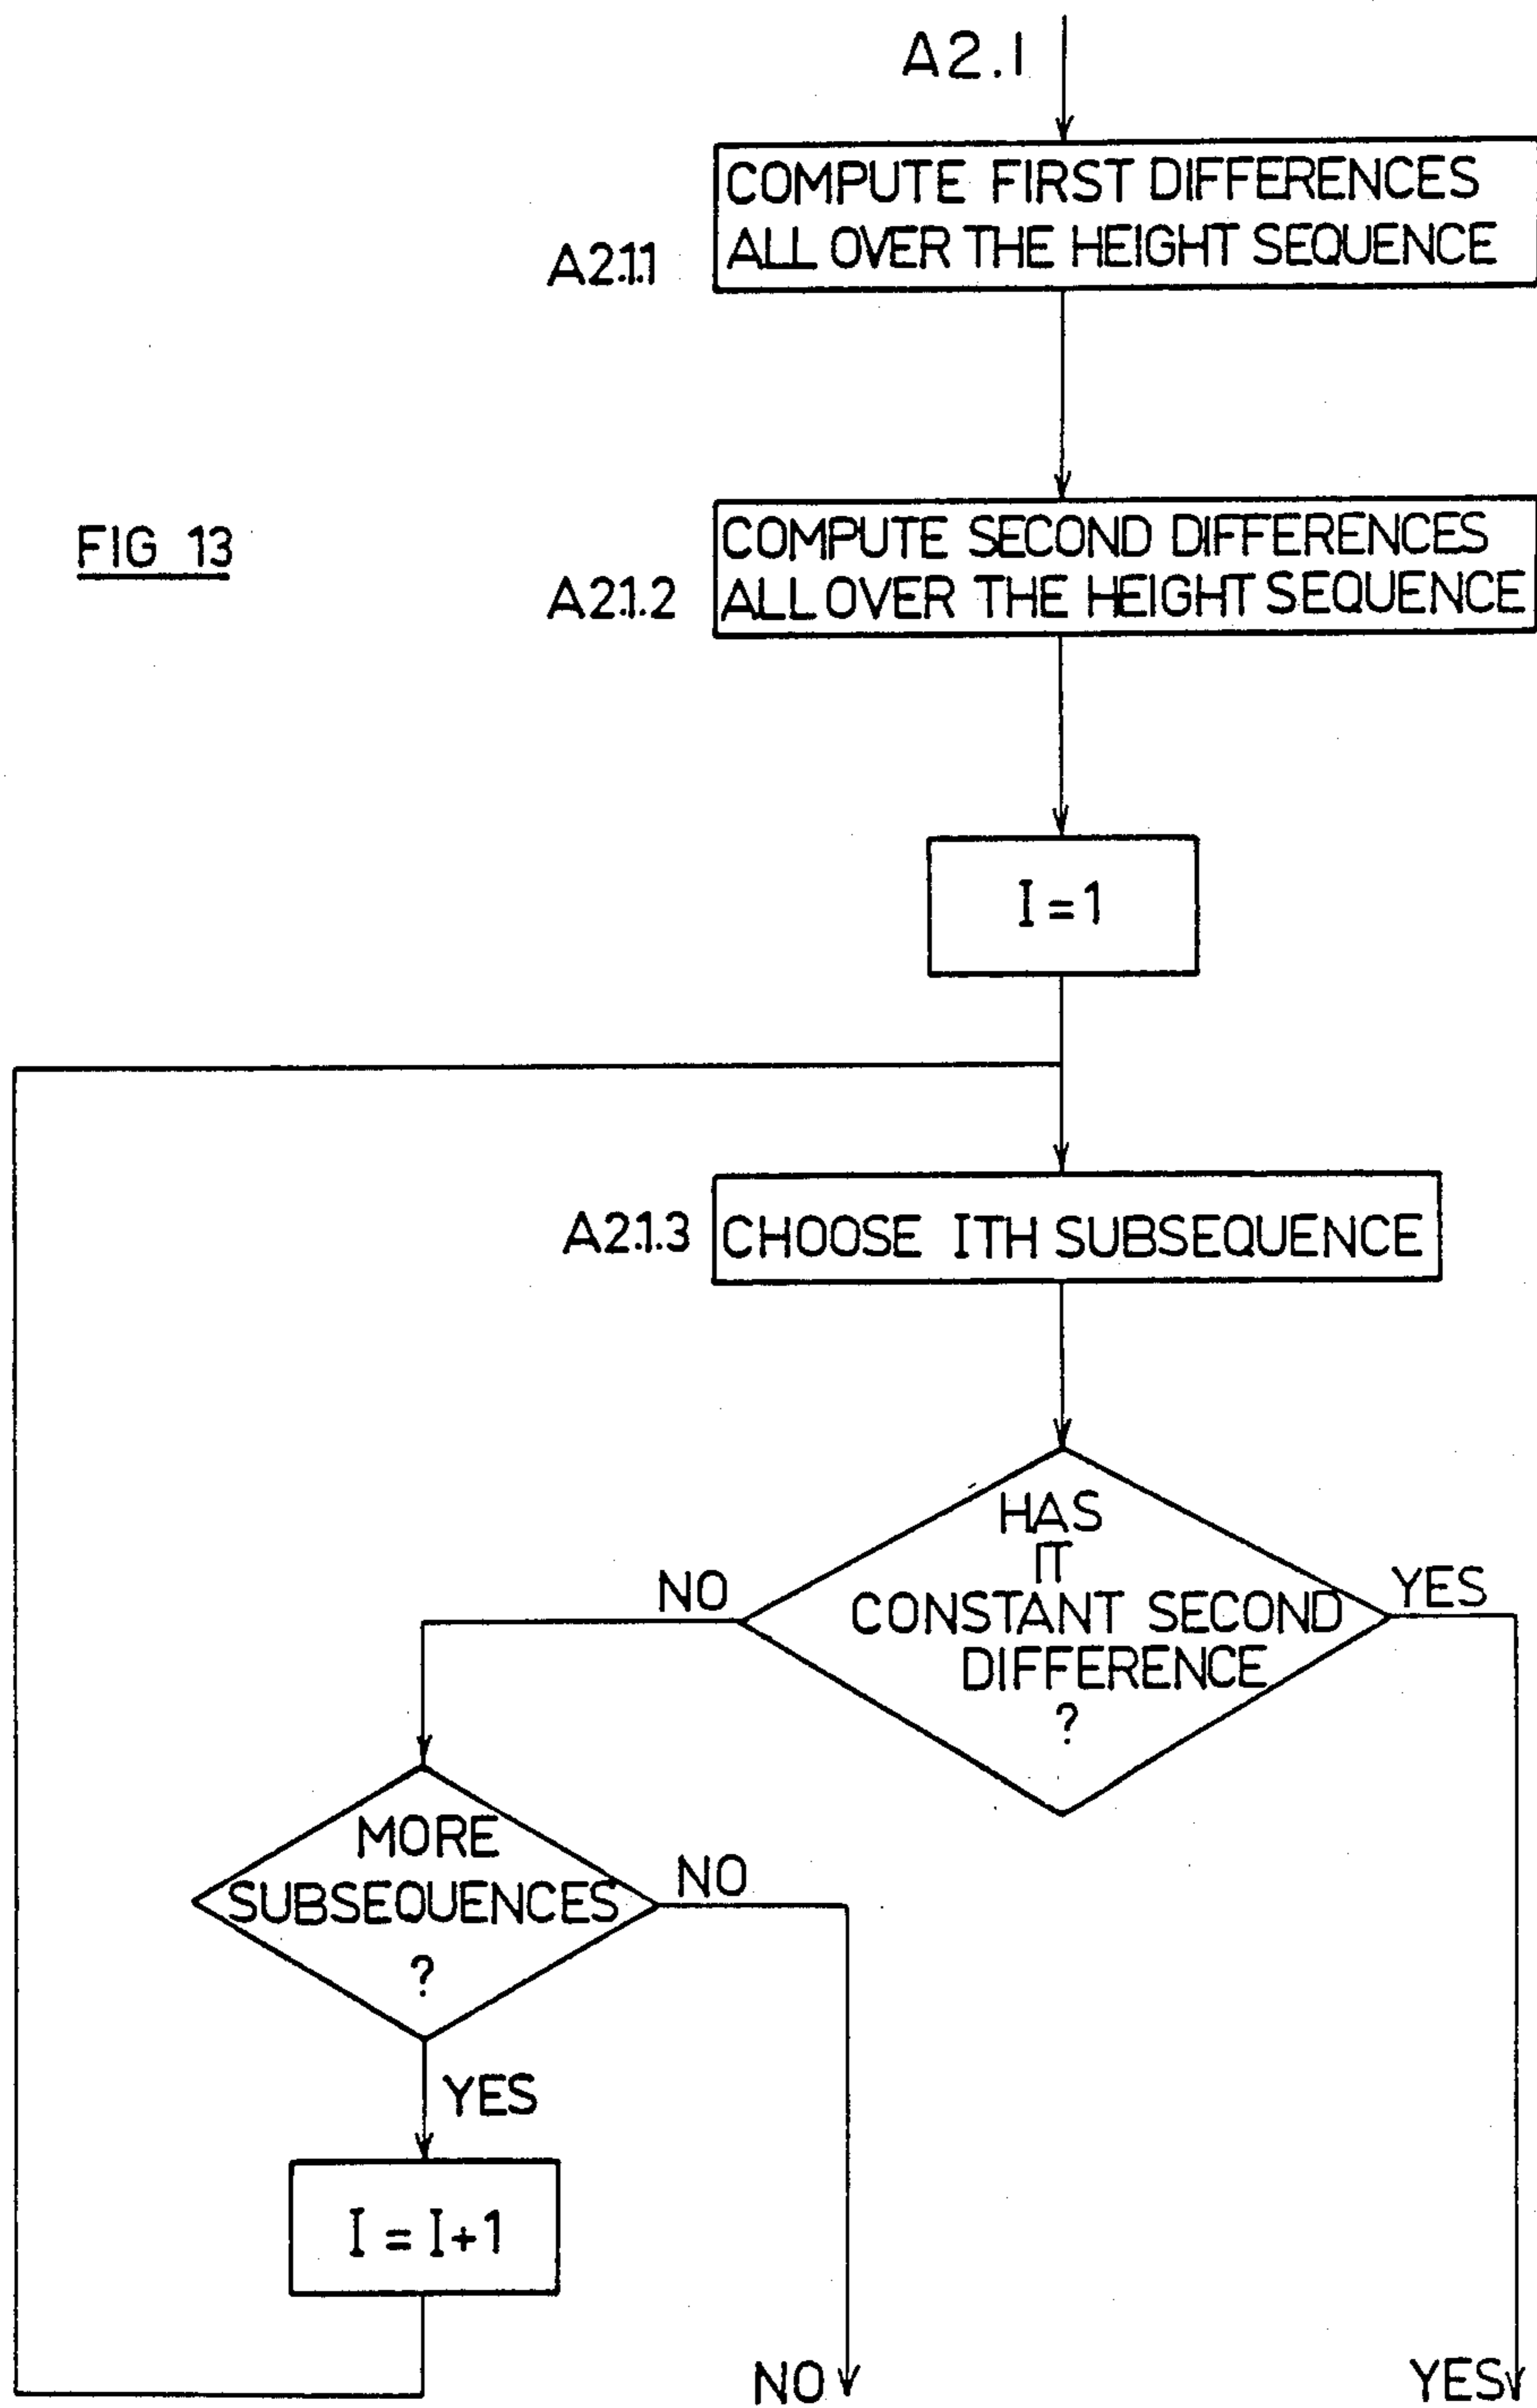 A2.1
COMPUTE FIRST DIFFERENCES
ALL OVER THE HEIGHT SEQUENCE
A2.1.1
FIG 13
COMPUTE SECOND DIFFERENCES
ALL OVER THE HEIGHT SEQUENCE
A2.1.2
I=1
A2.1.3
CHOOSE ITH SUBSEQUENCE
HAS
IT
CONSTANT SECOND
DIFFERENCE
?
NO
YES
MORE
SUBSEQUENCES
?
NO
YES
I = I+1
NO
YES